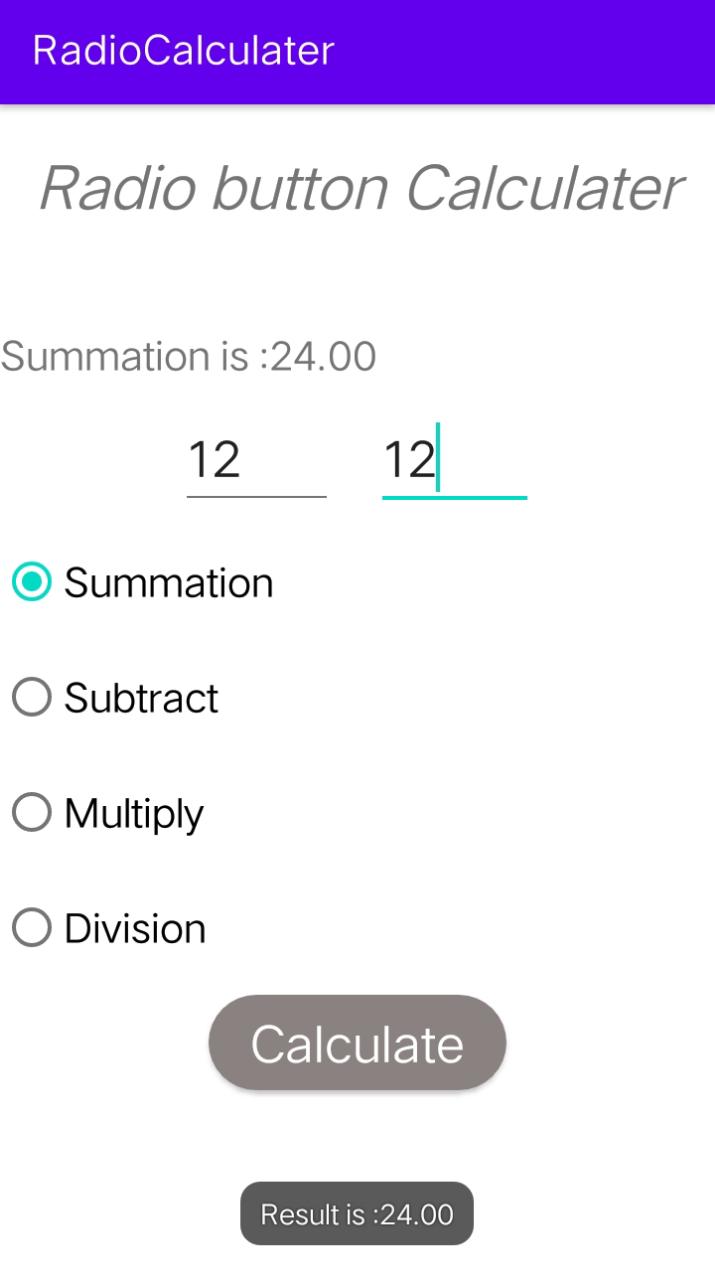 RadioCalculater
Radio button Calculater
Summation is :24.00
12 12
Summation
Subtract
Multiply
Division
Calculate
Result is :24.00